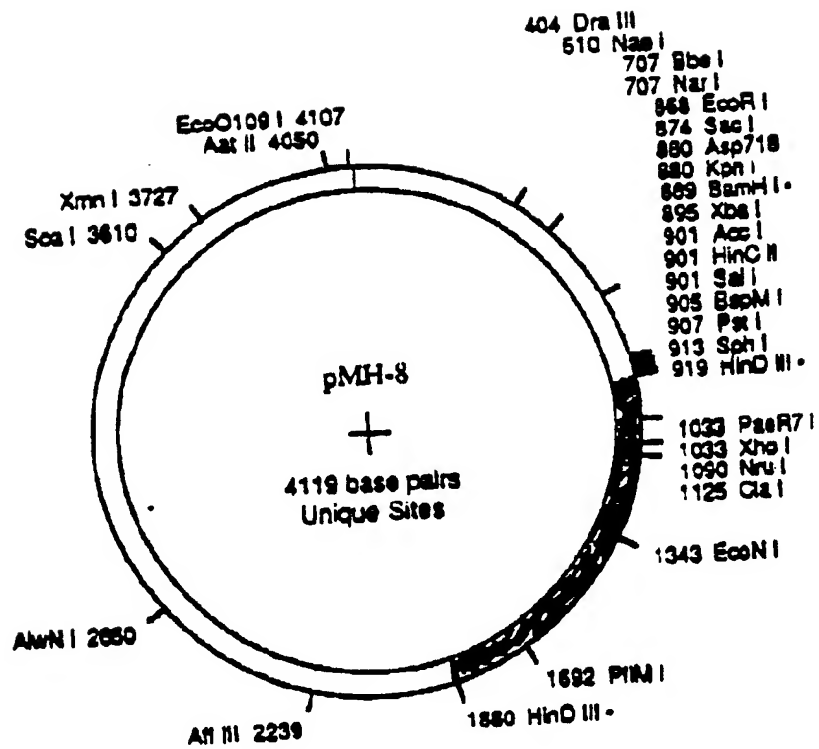 404 Dra III
510 Nae I
707 Bbe I
707 Nar I
868 EcoR I
874 Sac I
880 Asp718
880 Kpn I
889 BamH I
895 Xba I
901 Acc I
901 HinC II
901 Sal I
905 BspM I
907 Pst I
913 Sph I
919 HinD III
EcoO109 I 4107
Aat II 4050
Xmn I 3727
Sca I 3610
pMH-8
4119 base pairs
Unique Sites
1033 PaeR7 I
1033 Xho I
1090 Nru I
1125 Cla I
1343 EcoN I
1692 PflM I
1880 HinD III
Afl III 2239
AlwN I 2650